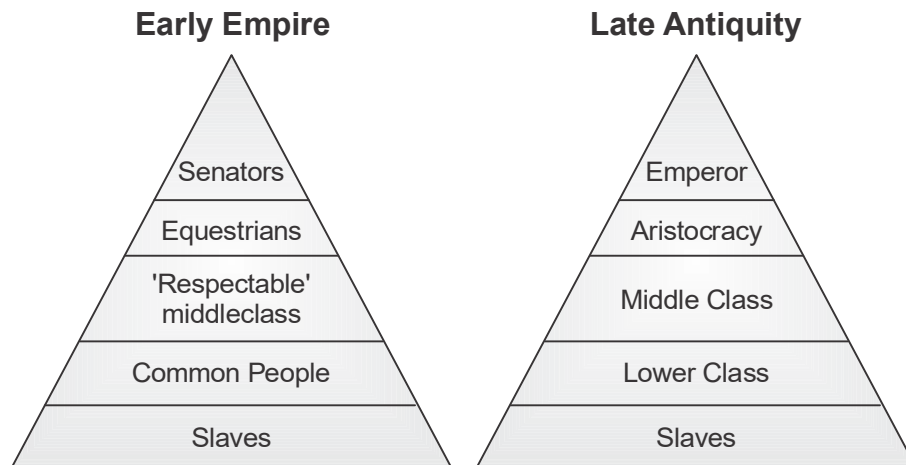 Early Empire
Senators
Equestrians
'Respectable'
middleclass
Common People
Slaves
Late Antiquity
Emperor
Aristocracy
Middle Class
Lower Class
Slaves